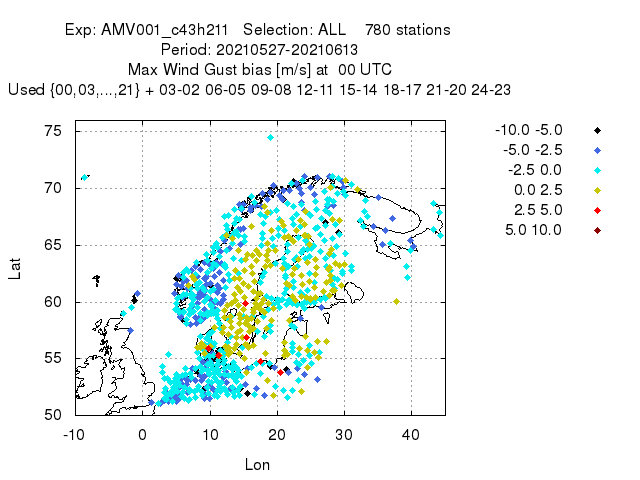 Exp: AMV001_c43h211   Selection: ALL    780 stations
Period: 20210527-20210613
Max Wind Gust bias [m/s] at  00 UTC
Used {00,03,...,21} + 03-02 06-05 09-08 12-11 15-14 18-17 21-20 24-23
-10.0 -5.0
-5.0 -2.5
-2.5 0.0
0.0 2.5
2.5 5.0
5.0 10.0
75
70
65
60
55
50
Lat
-10 0 10 20 30 40
Lon